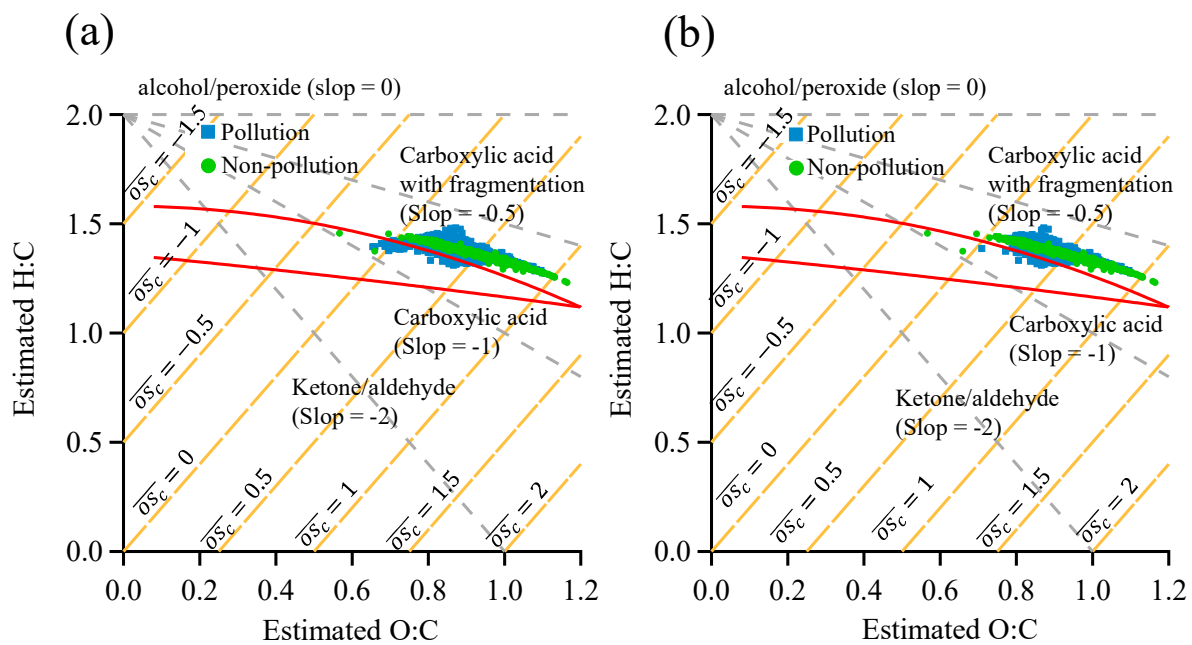 (a)
alcohol/peroxide (slop = 0)
Pollution
Non-pollution
Carboxylic acid
with fragmentation
(Slop = -0.5)
Carboxylic acid
(Slop = -1)
Ketone/aldehyde
(Slop = -2)
OSc = −1.5
OSc = −1
OSc = −0.5
OSc = 0
OSc = 0.5
OSc = 1
OSc = 1.5
OSc = 2
Estimated H:C
2.0
1.5
1.0
0.5
0.0
0.0 0.2 0.4 0.6 0.8 1.0 1.2
Estimated O:C
(b)
alcohol/peroxide (slop = 0)
Pollution
Non-pollution
Carboxylic acid
with fragmentation
(Slop = -0.5)
Carboxylic acid
(Slop = -1)
Ketone/aldehyde
(Slop = -2)
OSc = −1.5
OSc = −1
OSc = −0.5
OSc = 0
OSc = 0.5
OSc = 1
OSc = 1.5
OSc = 2
Estimated H:C
2.0
1.5
1.0
0.5
0.0
0.0 0.2 0.4 0.6 0.8 1.0 1.2
Estimated O:C